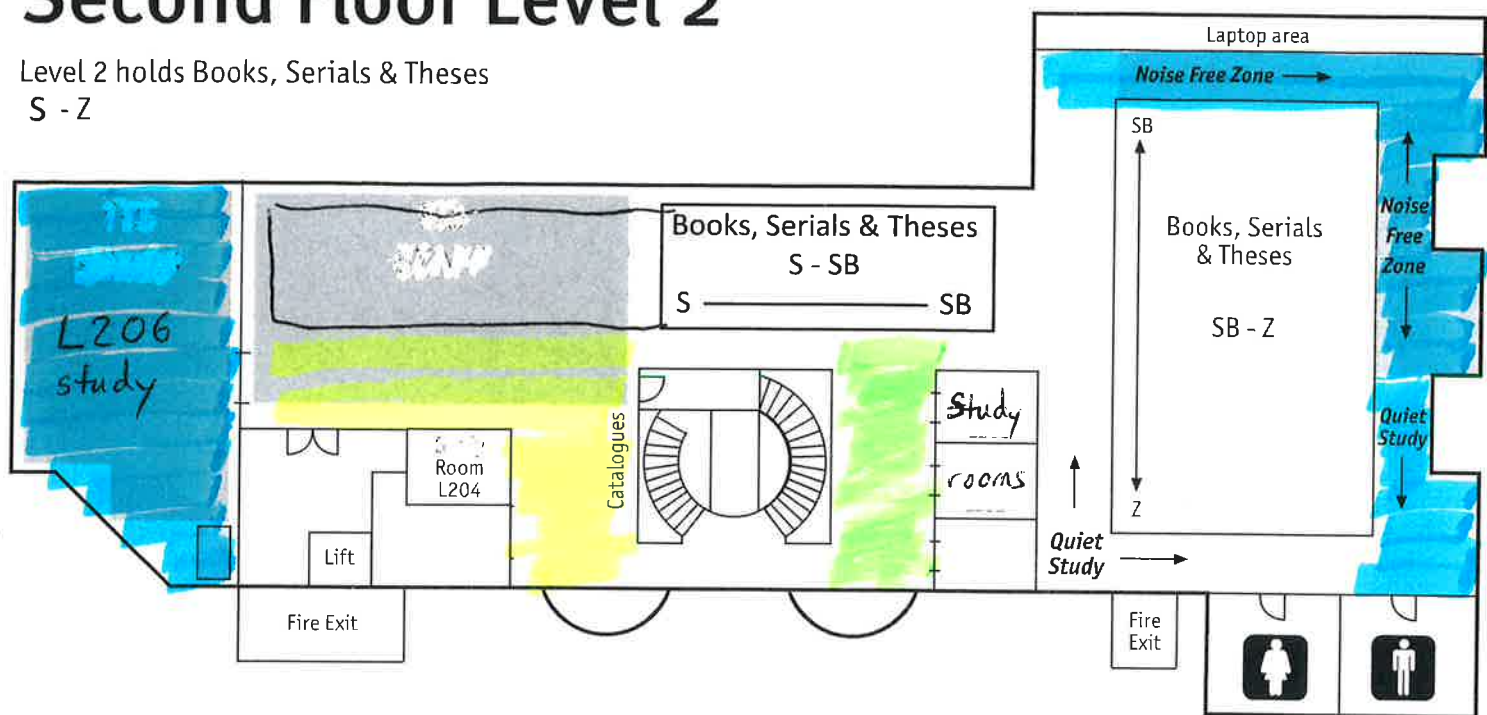 Second Floor Level 2
Level 2 holds Books, Serials & Theses
S - Z
Laptop area
Noise Free Zone
SB
Books, Serials
& Theses
SB - Z
Z
Noise
Free
Zone
Quiet
Study
Books, Serials & Theses
S - SB
S
SB
L206
study
Catalogues
Room
L204
Lift
Study
rooms
Quiet
Study
Fire Exit
Fire
Exit